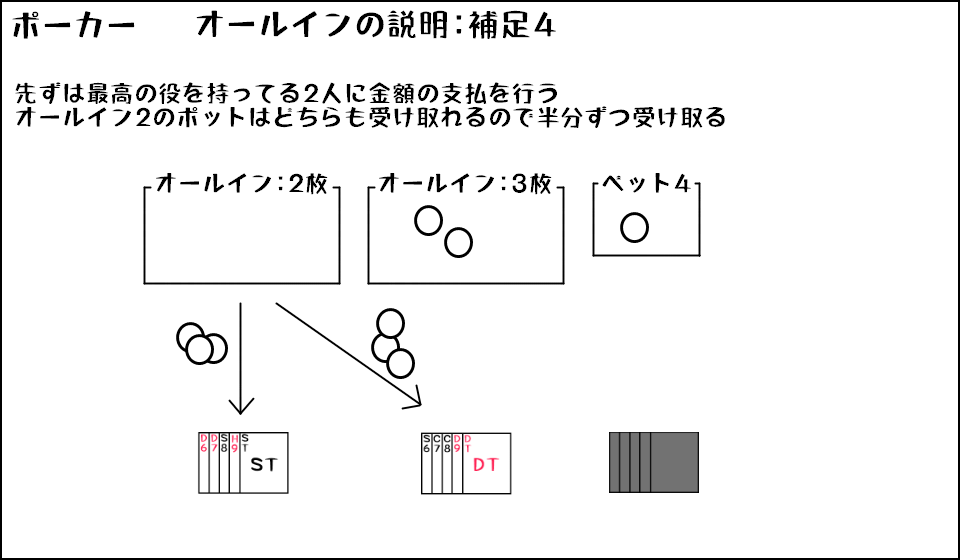 ポーカー　　オールインの説明:補足4
先ずは最高の役を持ってる2人に金額の支払を行う
オールイン2のポットはどちらも受け取れるので半分ずつ受け取る
オールイン:2枚　オールイン:3枚　ベット4
D D S H S
6 7 8 9 T
ST
S C C D D
6 7 8 9 T
DT